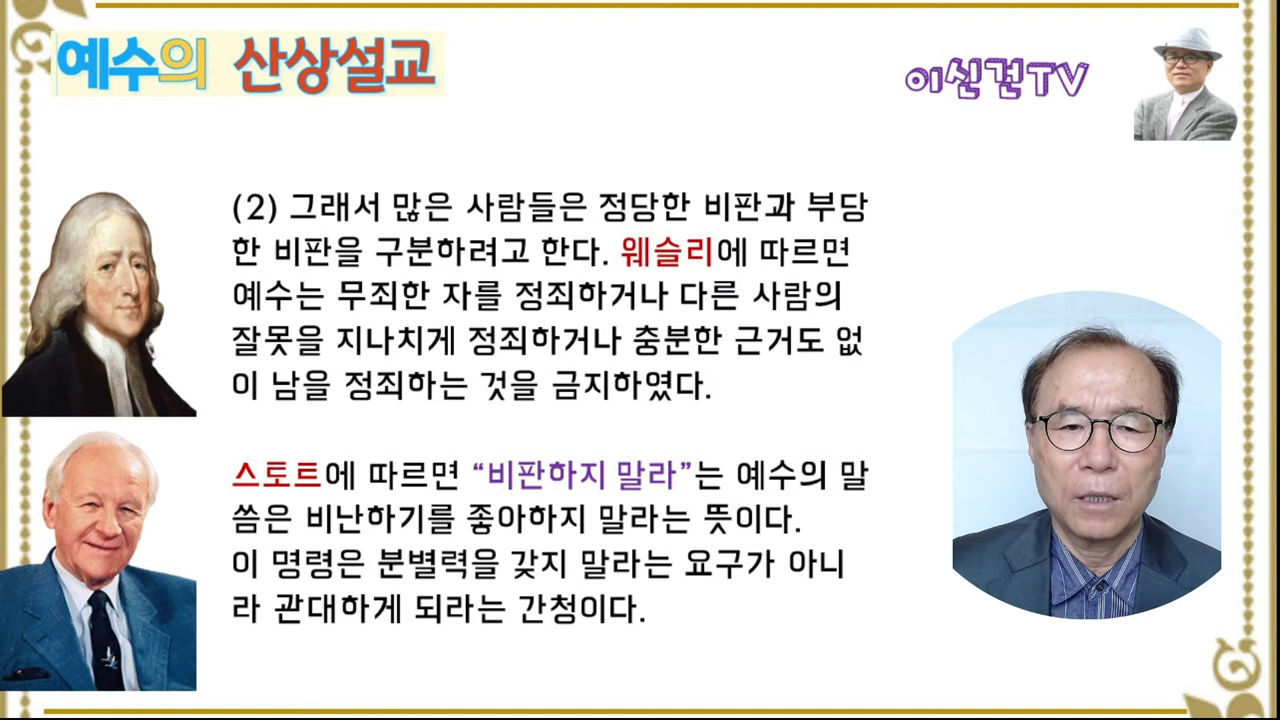 예수의 산상설교
이신건TV
(2) 그래서 많은 사람들은 정당한 비판과 부당
한 비판을 구분하려고 한다. 웨슬리에 따르면
예수는 무죄한 자를 정죄하거나 다른 사람의
잘못을 지나치게 정죄하거나 충분한 근거도 없
이 남을 정죄하는 것을 금지하였다.
스토트에 따르면 “비판하지 말라”는 예수의 말
씀은 비난하기를 좋아하지 말라는 뜻이다.
이 명령은 분별력을 갖지 말라는 요구가 아니
라 관대하게 되라는 간청이다.